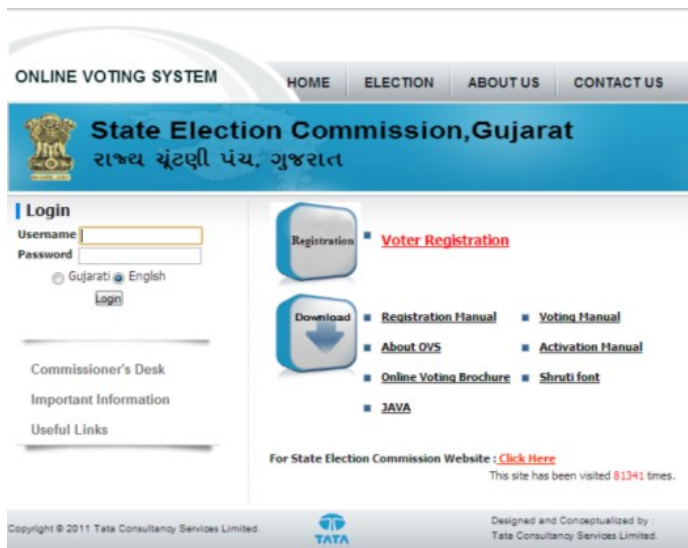 ONLINE VOTING SYSTEM
HOME ELECTION ABOUT US CONTACT US
State Election Commission,Gujarat
રાજ્ય ચૂંટણી પંચ, ગુજરાત
Login
Username
Password
Gujarati English
Login
Commissioner's Desk
Important Information
Useful Links
Registration
Voter Registration
Download
Registration Manual Voting Manual
About OVS Activation Manual
Online Voting Brochure Shruti font
JAVA
For State Election Commission Website : Click Here
This site has been visited 81341 times.
Copyright © 2011 Tata Consultancy Services Limited.
TATA
Designed and Conceptualized by :
Tata Consultancy Services Limited.